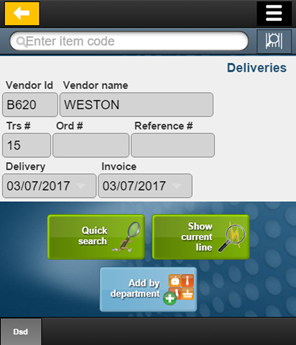 Enter item code
Deliveries
Vendor Id Vendor name
B620 WESTON
Trs # Ord # Reference #
15
Delivery Invoice
03/07/2017 03/07/2017
Quick search
Show current line
Add by department
Dsd